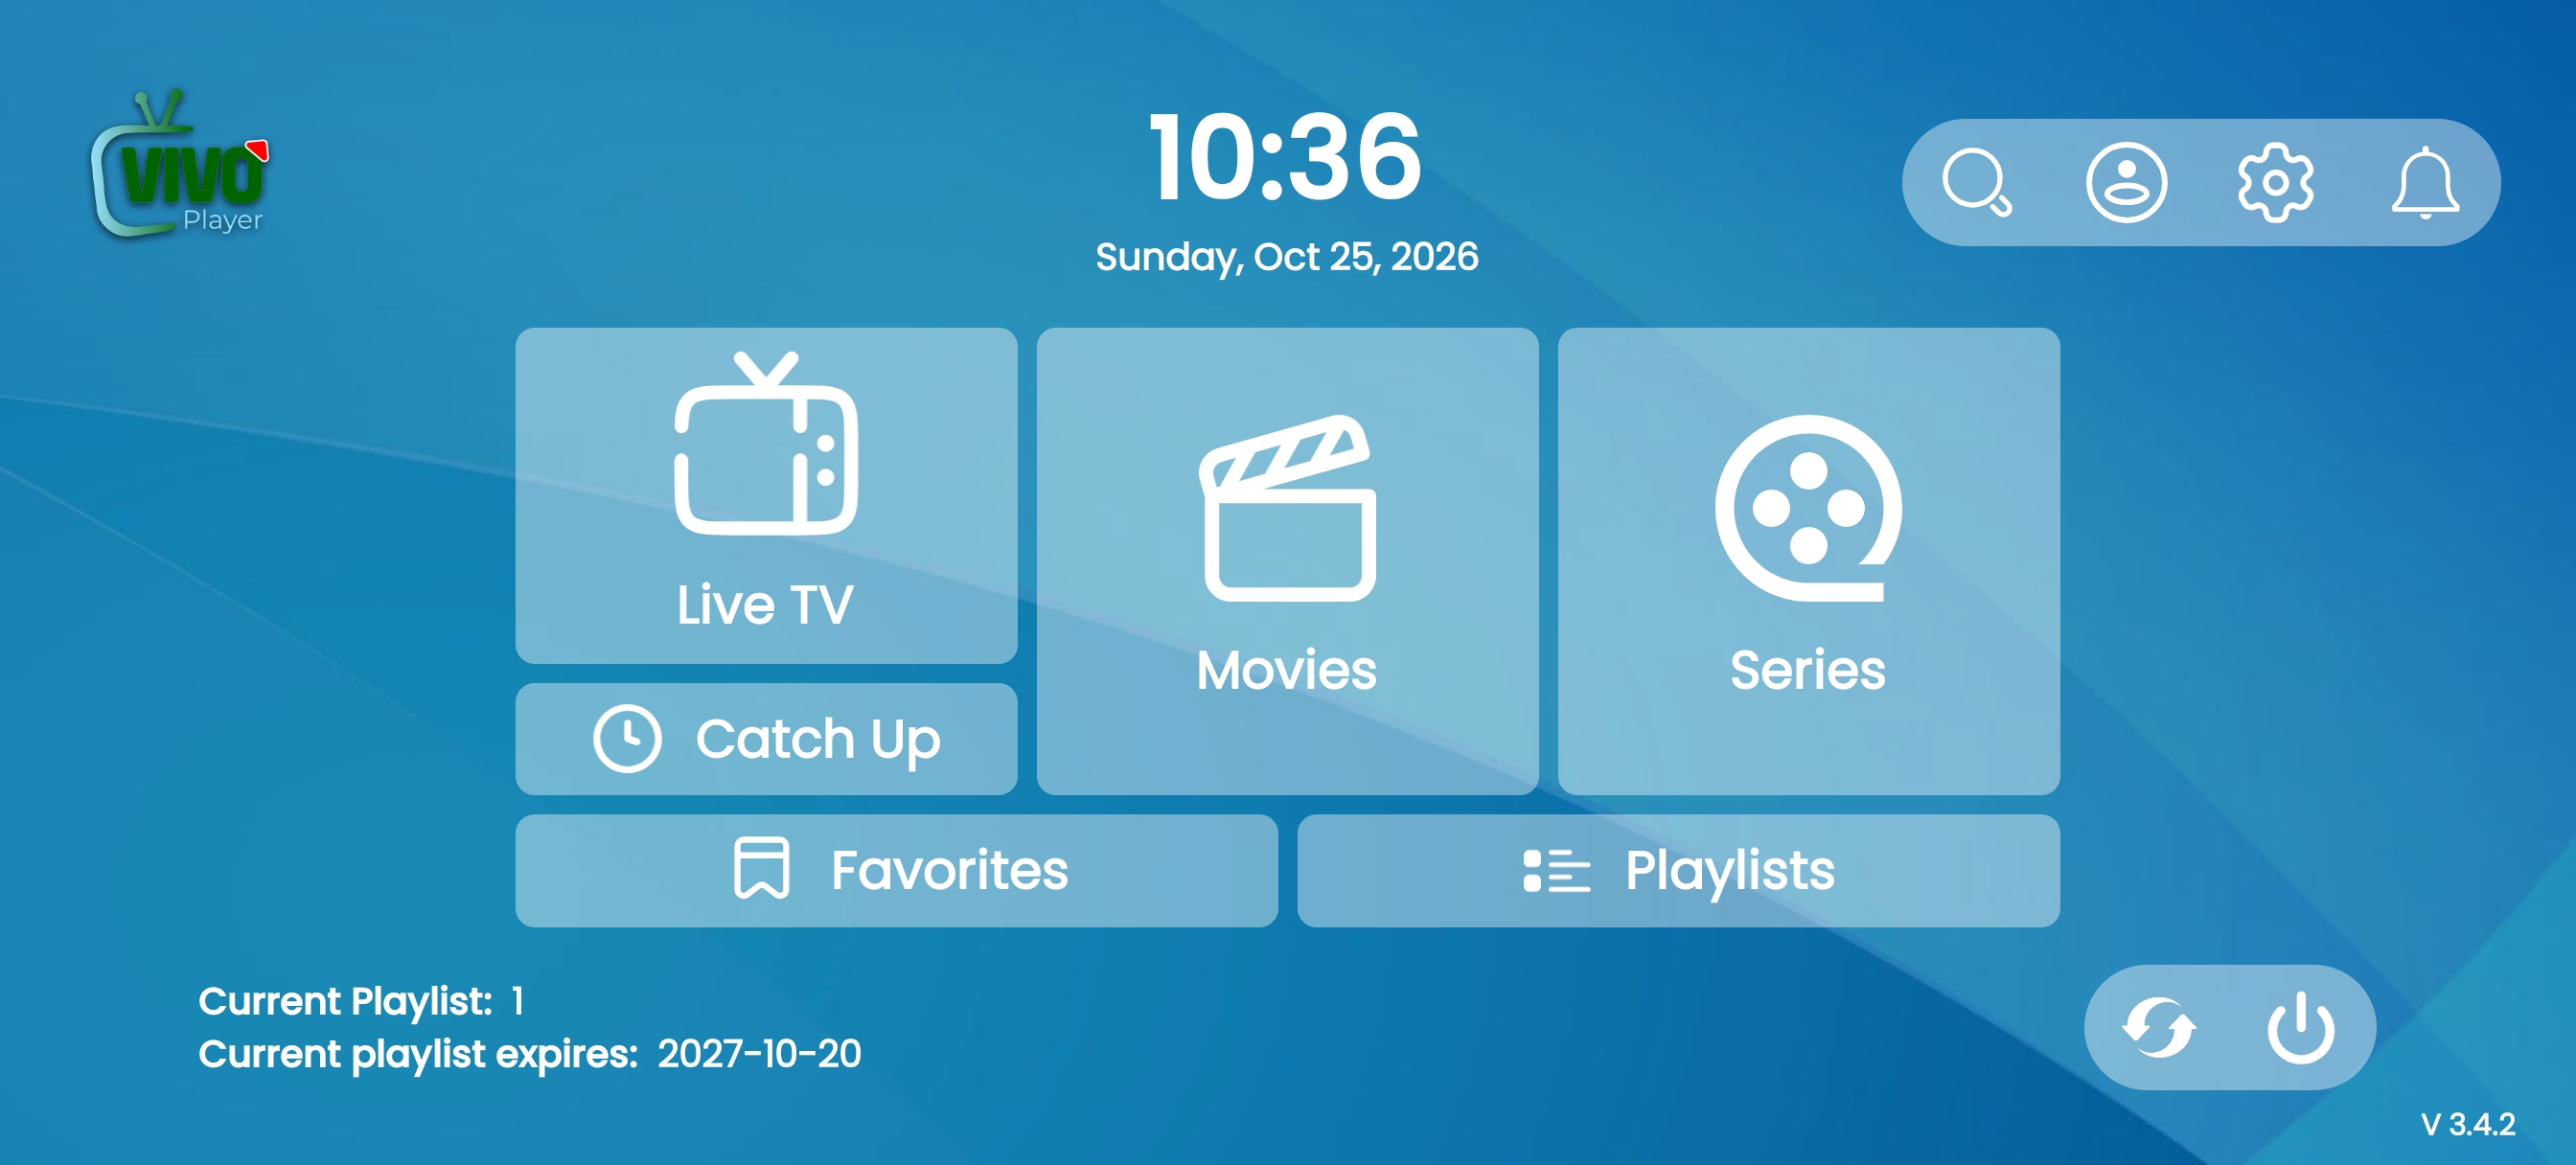 VIVO
Player
10:36
Sunday, Oct 25, 2026
Live TV
Movies
Series
Catch Up
Favorites
Playlists
Current Playlist: 1
Current playlist expires: 2027-10-20
V 3.4.2